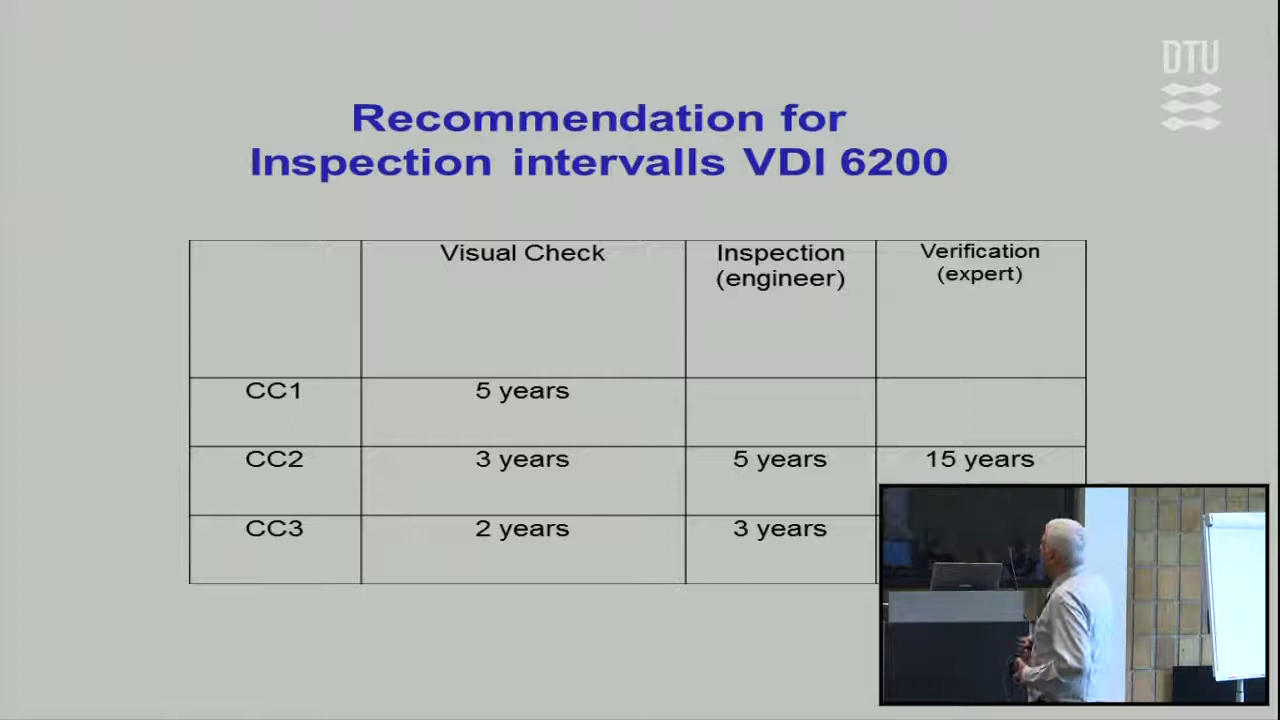 DTU
Recommendation for
Inspection intervalls VDI 6200
Visual Check Inspection (engineer) Verification (expert)
CC1 5 years
CC2 3 years 5 years 15 years
CC3 2 years 3 years